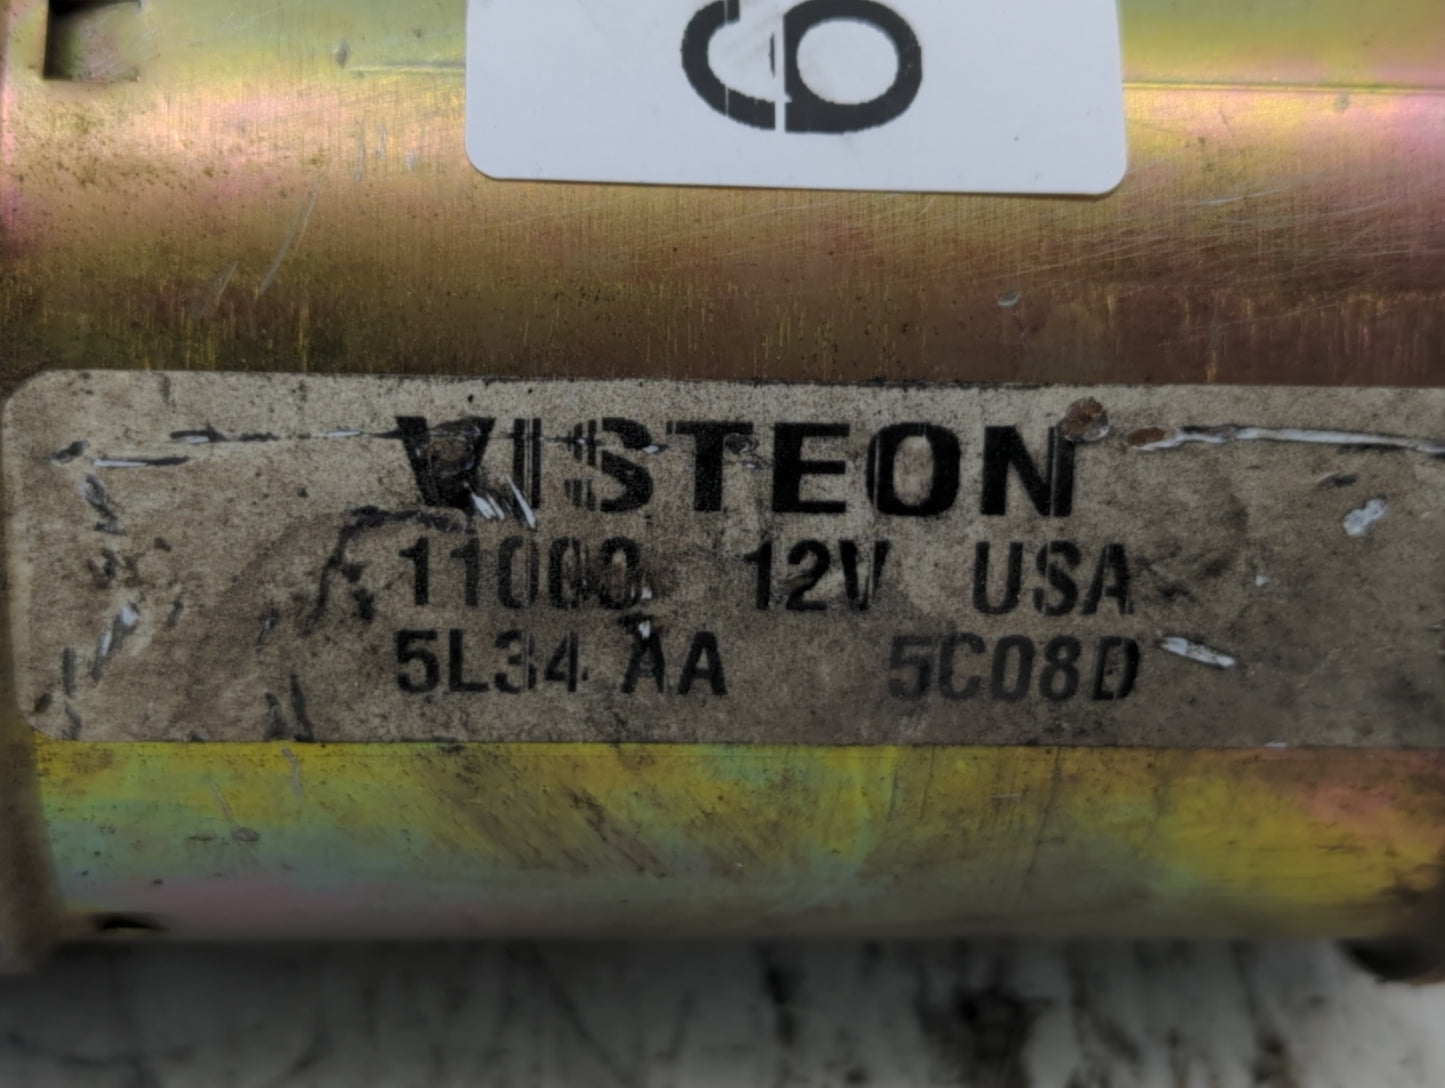 VISTEON
11000 12V USA
5L34 AA 5C08D